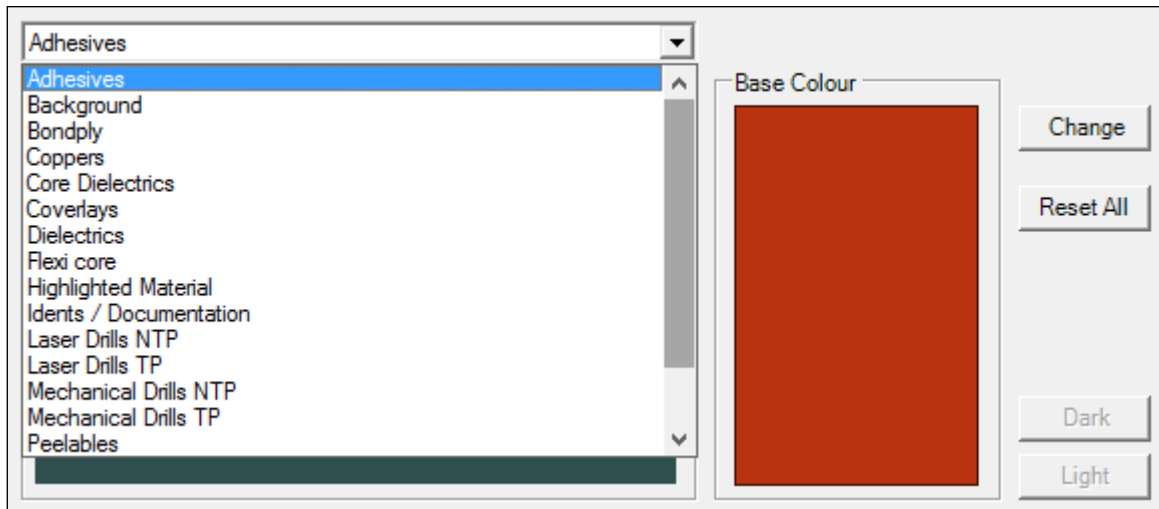 Adhesives
Adhesives
Background
Bondply
Coppers
Core Dielectrics
Coverlays
Dielectrics
Flexi core
Highlighted Material
Idents / Documentation
Laser Drills NTP
Laser Drills TP
Mechanical Drills NTP
Mechanical Drills TP
Peelables
Base Colour
Change
Reset All
Dark
Light